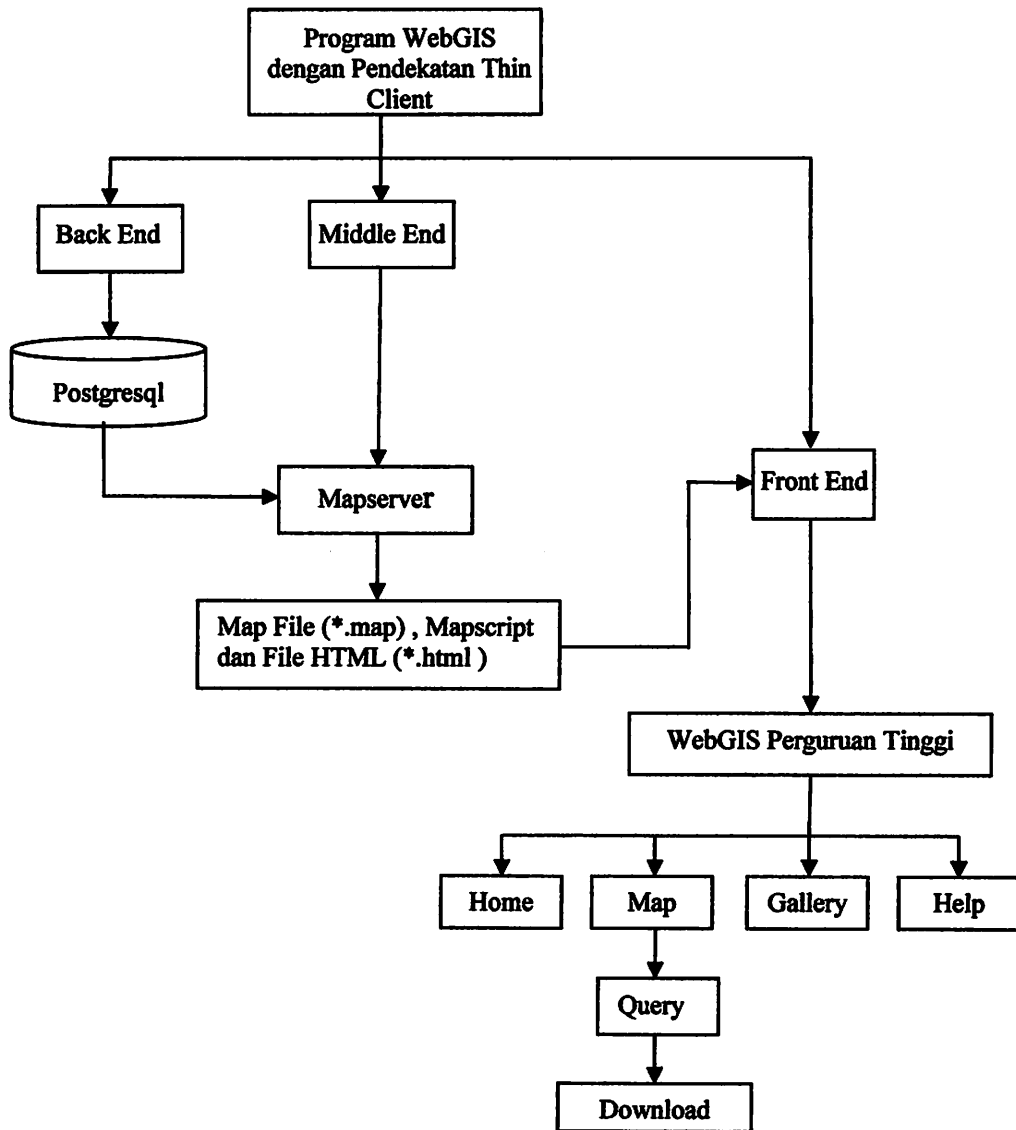 Program WebGIS
dengan Pendekatan Thin
Client
Back End
Middle End
Postgresql
Mapserver
Front End
Map File (*.map) , Mapscript
dan File HTML (*.html )
WebGIS Perguruan Tinggi
Home
Map
Gallery
Help
Query
Download